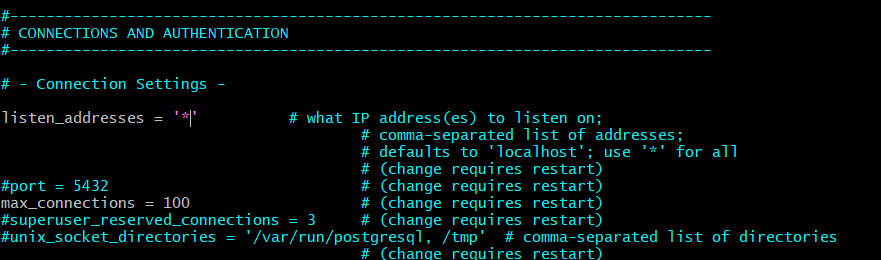 #------------------------------------------------------------------------------
# CONNECTIONS AND AUTHENTICATION
#------------------------------------------------------------------------------
# - Connection Settings -
listen_addresses = '*' # what IP address(es) to listen on;
# comma-separated list of addresses;
# defaults to 'localhost'; use '*' for all
# (change requires restart)
#port = 5432 # (change requires restart)
max_connections = 100 # (change requires restart)
#superuser_reserved_connections = 3 # (change requires restart)
#unix_socket_directories = '/var/run/postgresql, /tmp' # comma-separated list of directories
# (change requires restart)